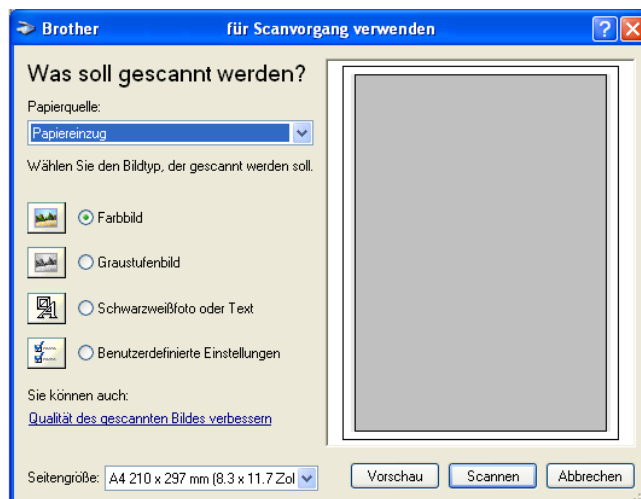 Brother für Scanvorgang verwenden
Was soll gescannt werden?
Papierquelle:
Papiereinzug
Wählen Sie den Bildtyp, der gescannt werden soll.
Farbbild
Graustufenbild
Schwarzweißfoto oder Text
Benutzerdefinierte Einstellungen
Sie können auch:
Qualität des gescannten Bildes verbessern
Seitengröße: A4 210 x 297 mm (8.3 x 11.7 Zol
Vorschau Scannen Abbrechen